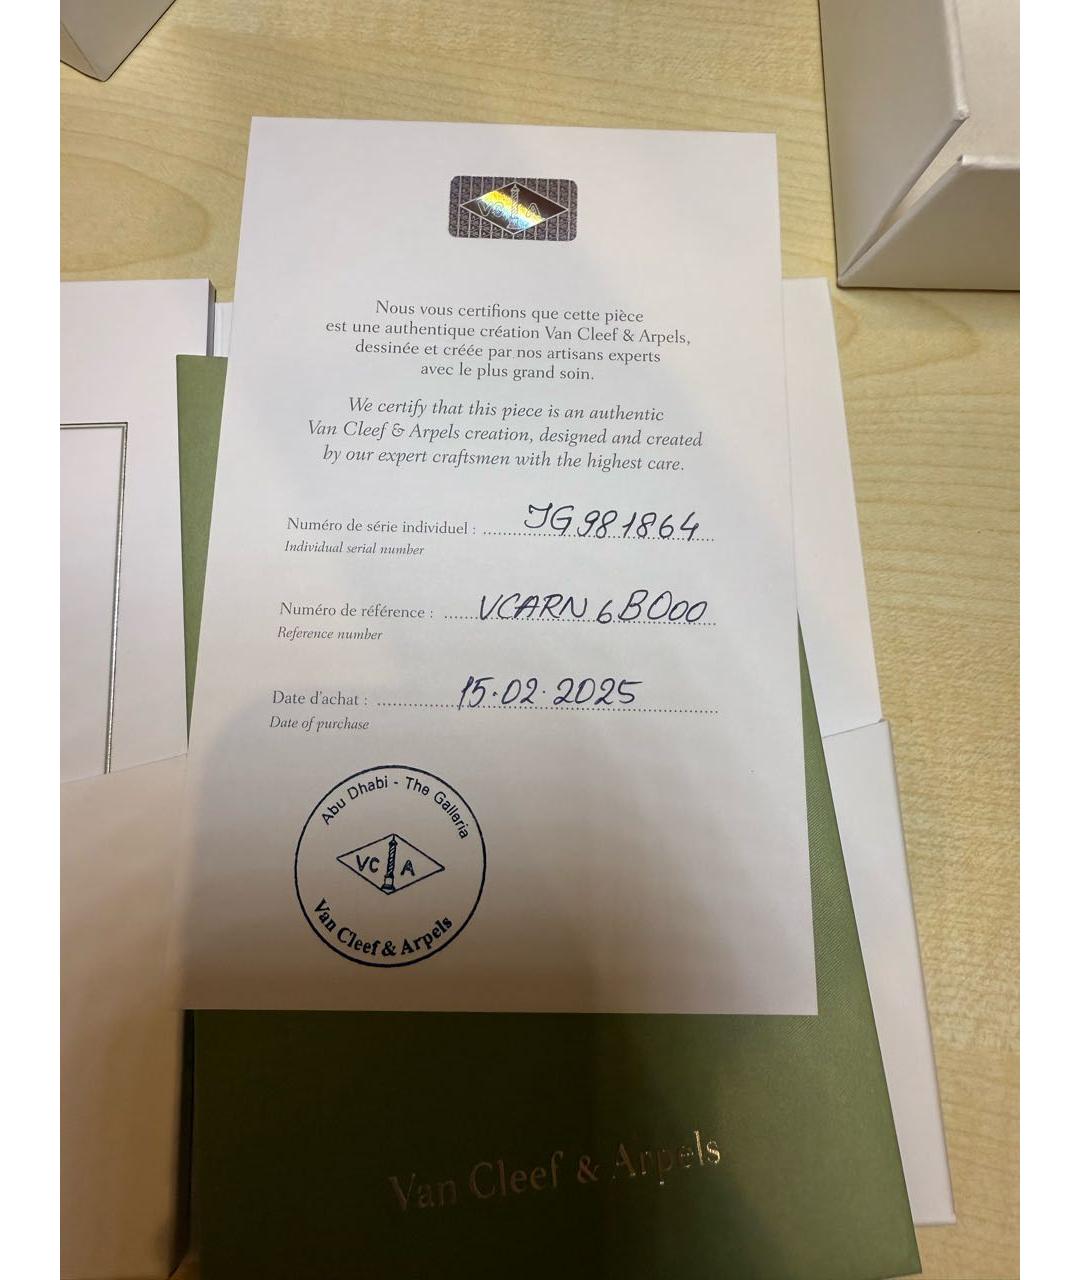 VCA
Nous vous certifions que cette pièce
est une authentique création Van Cleef & Arpels,
dessinée et créée par nos artisans experts
avec le plus grand soin.
We certify that this piece is an authentic
Van Cleef & Arpels creation, designed and created
by our expert craftsmen with the highest care.
Numéro de série individuel : JG981864
Individual serial number
Numéro de référence : VCARN6BO00
Reference number
Date d'achat : 15.02.2025
Date of purchase
Abu Dhabi - The Galleria
VC A
Van Cleef & Arpels
Van Cleef & Arpels